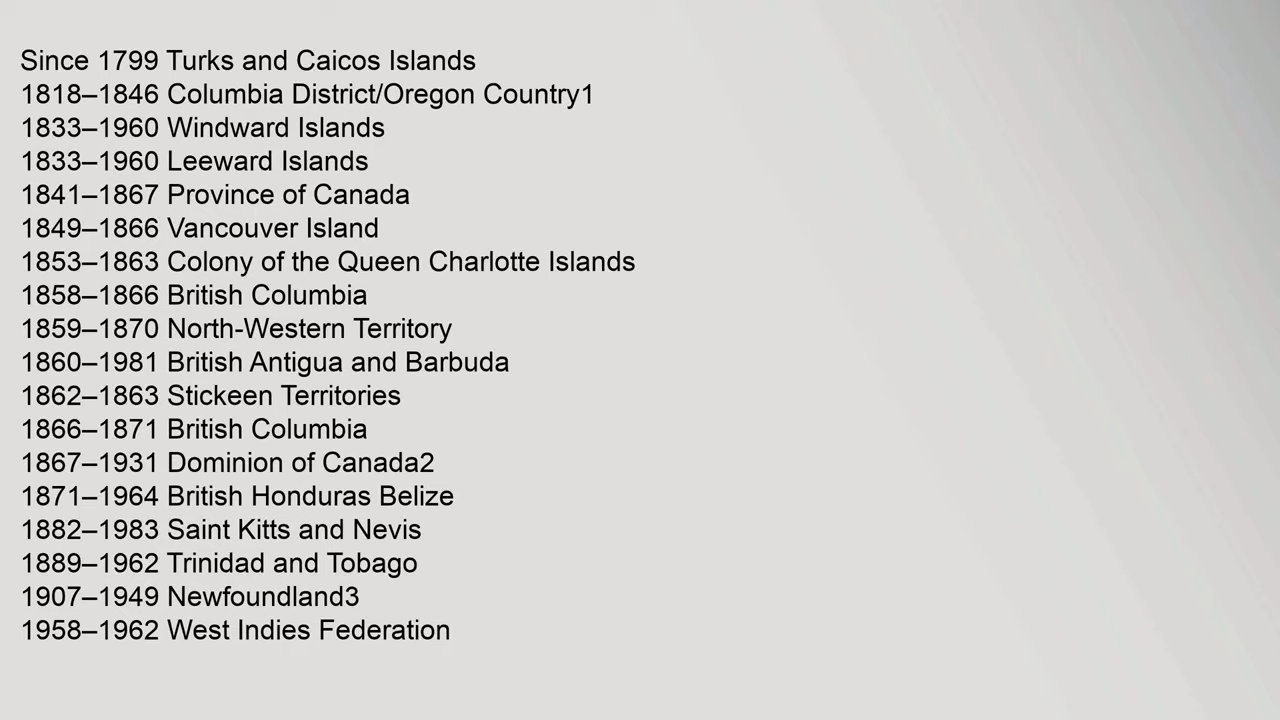 Since 1799 Turks and Caicos Islands
1818–1846 Columbia District/Oregon Country1
1833–1960 Windward Islands
1833–1960 Leeward Islands
1841–1867 Province of Canada
1849–1866 Vancouver Island
1853–1863 Colony of the Queen Charlotte Islands
1858–1866 British Columbia
1859–1870 North-Western Territory
1860–1981 British Antigua and Barbuda
1862–1863 Stickeen Territories
1866–1871 British Columbia
1867–1931 Dominion of Canada2
1871–1964 British Honduras Belize
1882–1983 Saint Kitts and Nevis
1889–1962 Trinidad and Tobago
1907–1949 Newfoundland3
1958–1962 West Indies Federation